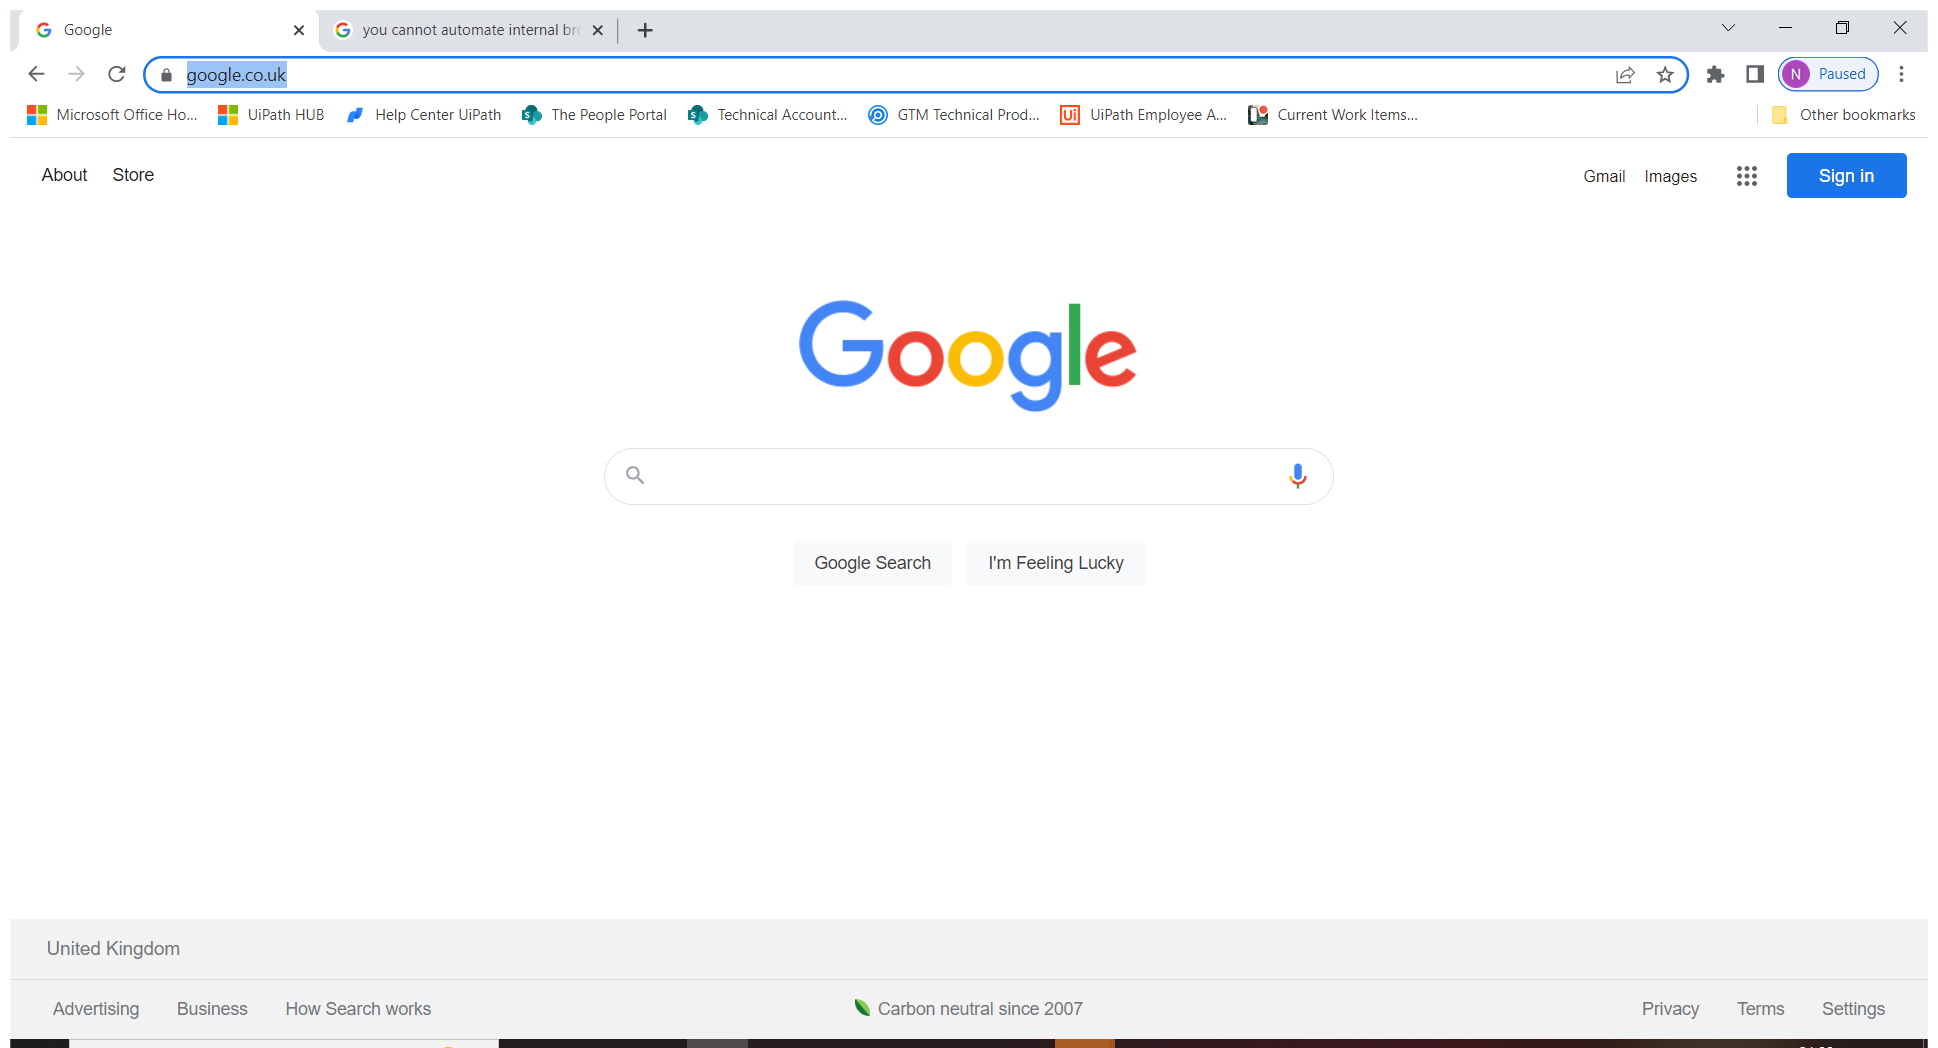 Google
you cannot automate internal bro
google.co.uk
N Paused
Microsoft Office Ho...
UiPath HUB
Help Center UiPath
The People Portal
Technical Account...
GTM Technical Prod...
Ui UiPath Employee A...
Current Work Items...
Other bookmarks
About Store
Gmail Images
Sign in
Google
Google Search I'm Feeling Lucky
United Kingdom
Advertising Business How Search works
Carbon neutral since 2007
Privacy Terms Settings